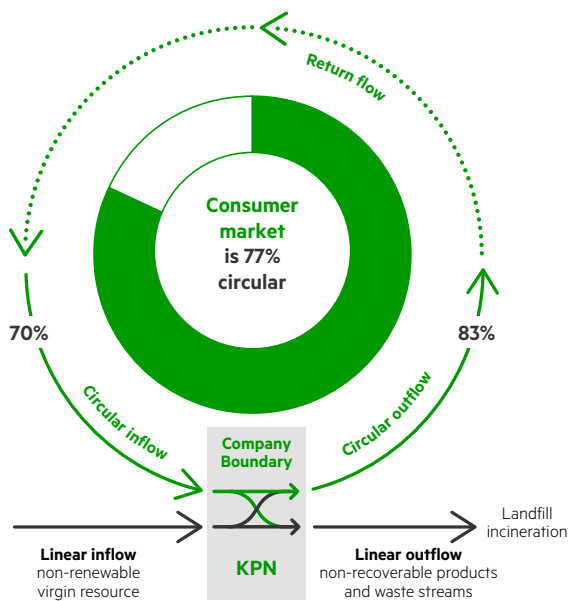 Return flow
Consumer
market
is 77%
circular
70%
83%
Circular inflow
Circular outflow
Company
Boundary
Landfill
incineration
Linear inflow
non-renewable
virgin resource
KPN
Linear outflow
non-recoverable products
and waste streams